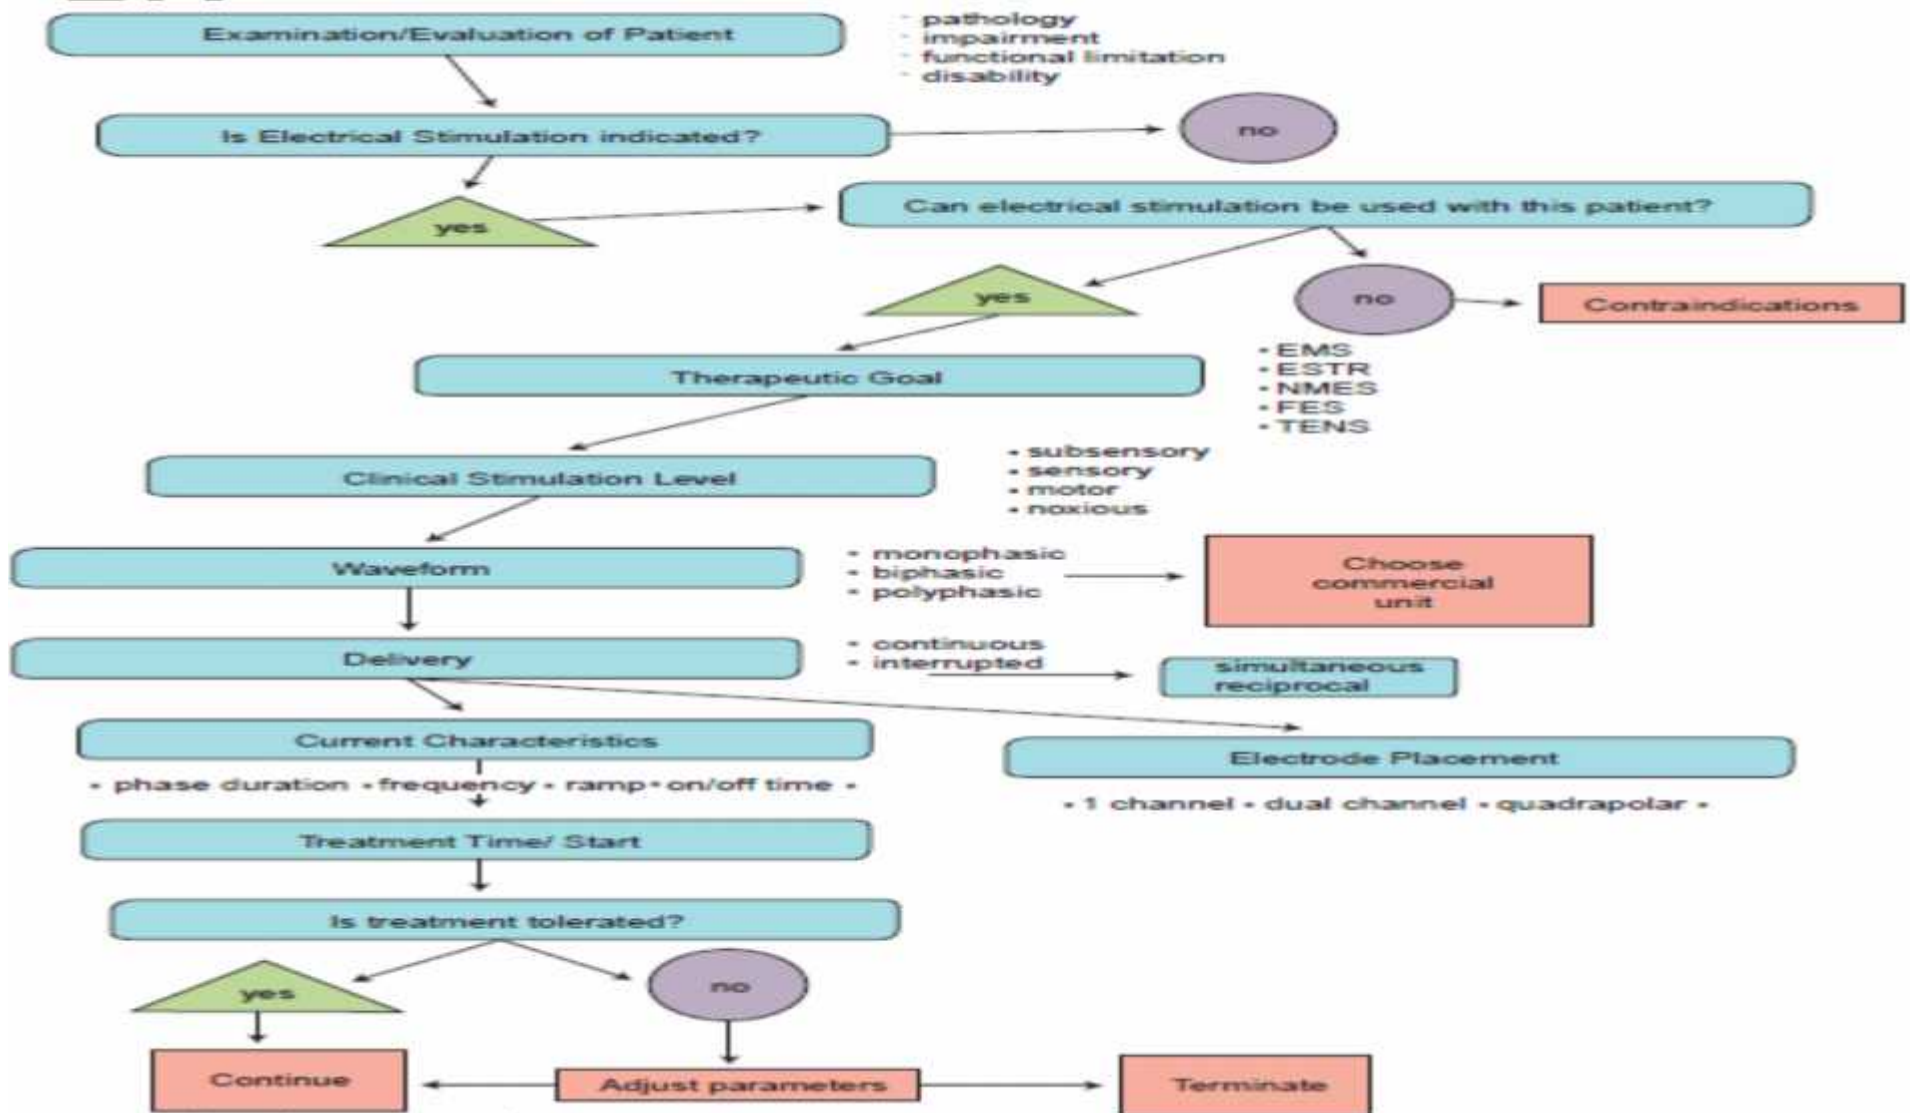 Examination/Evaluation of Patient
- pathology
- impairment
- functional limitation
- disability
Is Electrical Stimulation indicated?
no
yes
Can electrical stimulation be used with this patient?
yes
no
Contraindications
Therapeutic Goal
• EMS
• ESTR
• NMES
• FES
• TENS
Clinical Stimulation Level
• subsensory
• sensory
• motor
• noxious
Waveform
• monophasic
• biphasic
• polyphasic
Choose
commercial
unit
Delivery
• continuous
• interrupted
simultaneous
reciprocal
Current Characteristics
• phase duration • frequency • ramp • on/off time •
Electrode Placement
• 1 channel • dual channel • quadrapolar •
Treatment Time/ Start
Is treatment tolerated?
yes
no
Continue
Adjust parameters
Terminate